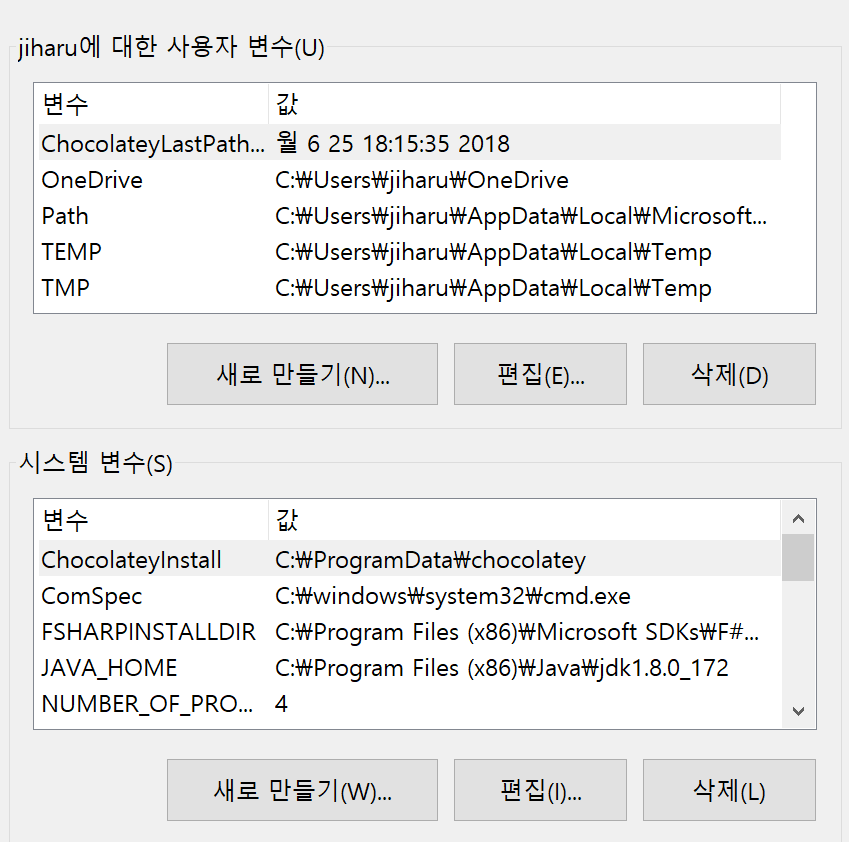 jiharu에 대한 사용자 변수(U)
변수 값
ChocolateyLastPath... 월 6 25 18:15:35 2018
OneDrive C:₩Users₩jiharu₩OneDrive
Path C:₩Users₩jiharu₩AppData₩Local₩Microsoft...
TEMP C:₩Users₩jiharu₩AppData₩Local₩Temp
TMP C:₩Users₩jiharu₩AppData₩Local₩Temp
새로 만들기(N)... 편집(E)... 삭제(D)
시스템 변수(S)
변수 값
ChocolateyInstall C:₩ProgramData₩chocolatey
ComSpec C:₩windows₩system32₩cmd.exe
FSHARPINSTALLDIR C:₩Program Files (x86)₩Microsoft SDKs₩F#...
JAVA_HOME C:₩Program Files (x86)₩Java₩jdk1.8.0_172
NUMBER_OF_PRO... 4
새로 만들기(W)... 편집(I)... 삭제(L)